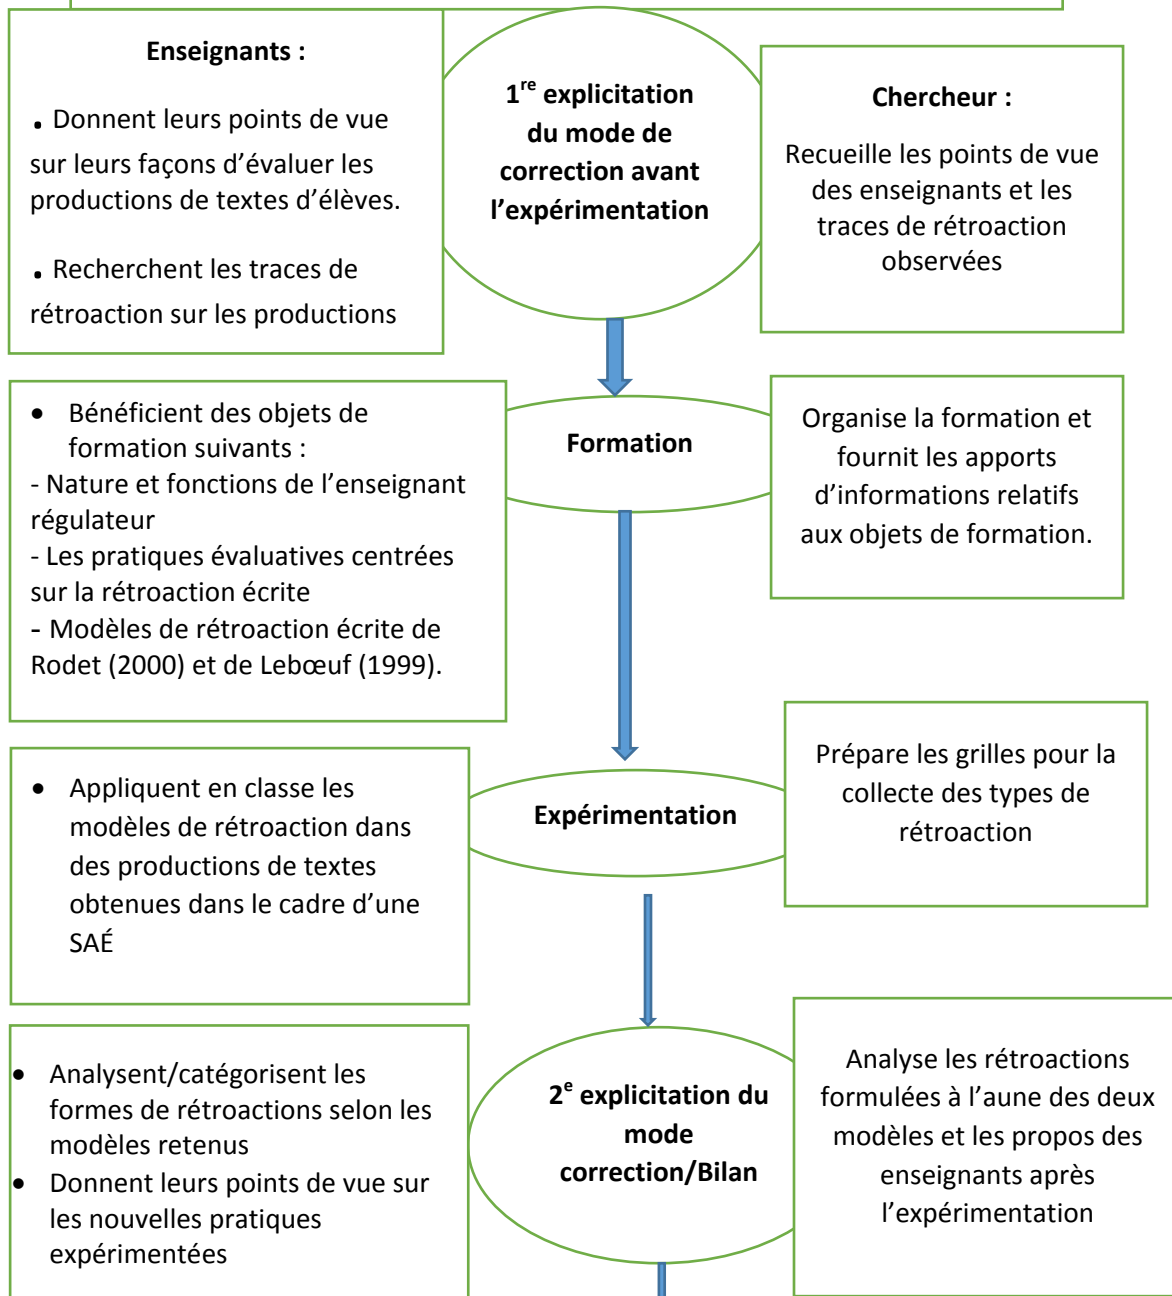 Enseignants :
. Donnent leurs points de vue
sur leurs façons d’évaluer les
productions de textes d’élèves.
. Recherchent les traces de
rétroaction sur les productions
1re explicitation
du mode de
correction avant
l’expérimentation
Chercheur :
Recueille les points de vue
des enseignants et les
traces de rétroaction
observées
• Bénéficient des objets de
formation suivants :
- Nature et fonctions de l’enseignant
régulateur
- Les pratiques évaluatives centrées
sur la rétroaction écrite
- Modèles de rétroaction écrite de
Rodet (2000) et de Lebœuf (1999).
Formation
Organise la formation et
fournit les apports
d’informations relatifs
aux objets de formation.
• Appliquent en classe les
modèles de rétroaction dans
des productions de textes
obtenues dans le cadre d’une
SAÉ
Expérimentation
Prépare les grilles pour la
collecte des types de
rétroaction
• Analysent/catégorisent les
formes de rétroactions selon les
modèles retenus
• Donnent leurs points de vue sur
les nouvelles pratiques
expérimentées
2e explicitation du
mode
correction/Bilan
Analyse les rétroactions
formulées à l’aune des deux
modèles et les propos des
enseignants après
l’expérimentation